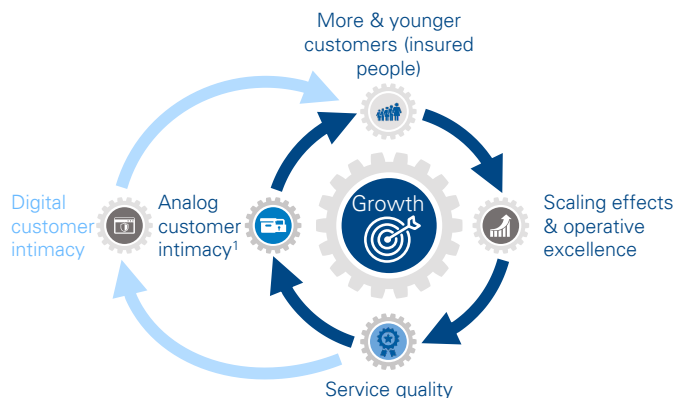 More & younger
customers (insured
people)
Digital
customer
intimacy
Analog
customer
intimacy¹
Growth
Scaling effects
& operative
excellence
Service quality